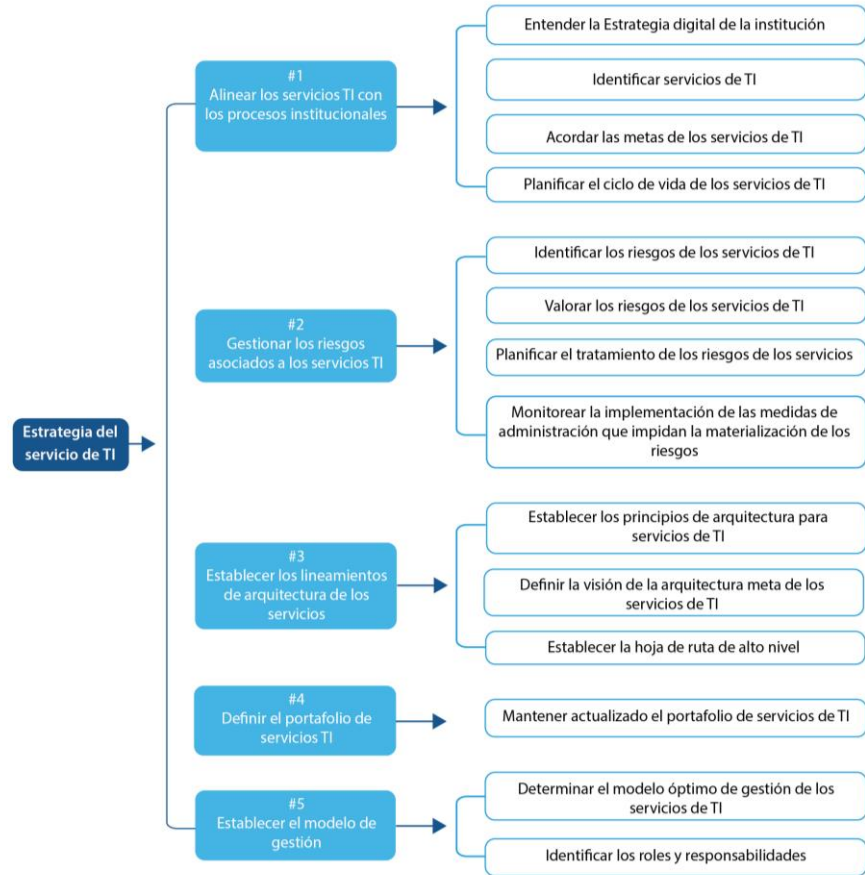 Estrategia del
servicio de TI
#1
Alinear los servicios TI con
los procesos institucionales
Entender la Estrategia digital de la institución
Identificar servicios de TI
Acordar las metas de los servicios de TI
Planificar el ciclo de vida de los servicios de TI
#2
Gestionar los riesgos
asociados a los servicios TI
Identificar los riesgos de los servicios de TI
Valorar los riesgos de los servicios de TI
Planificar el tratamiento de los riesgos de los servicios
Monitorear la implementación de las medidas de
administración que impidan la materialización de los
riesgos
#3
Establecer los lineamientos
de arquitectura de los
servicios
Establecer los principios de arquitectura para
servicios de TI
Definir la visión de la arquitectura meta de los
servicios de TI
Establecer la hoja de ruta de alto nivel
#4
Definir el portafolio de
servicios TI
Mantener actualizado el portafolio de servicios de TI
#5
Establecer el modelo de
gestión
Determinar el modelo óptimo de gestión de los
servicios de TI
Identificar los roles y responsabilidades